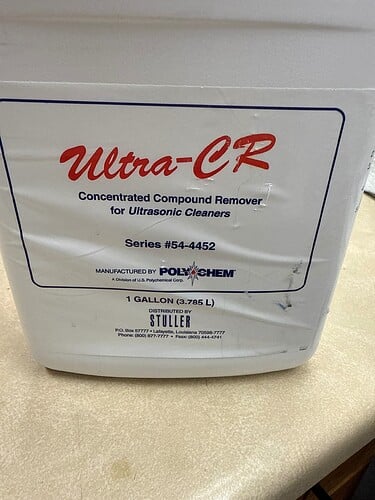 Ultra-CR
Concentrated Compound Remover
for Ultrasonic Cleaners
Series #54-4452
MANUFACTURED BY POLYCHEM
A Division of U.S. Polychemical Corp.
1 GALLON (3.785 L)
DISTRIBUTED BY
STULLER
P.O. Box 87777 • Lafayette, Louisiana 70598-7777
Phone: (800) 877-7777 • Fax: (800) 444-4741